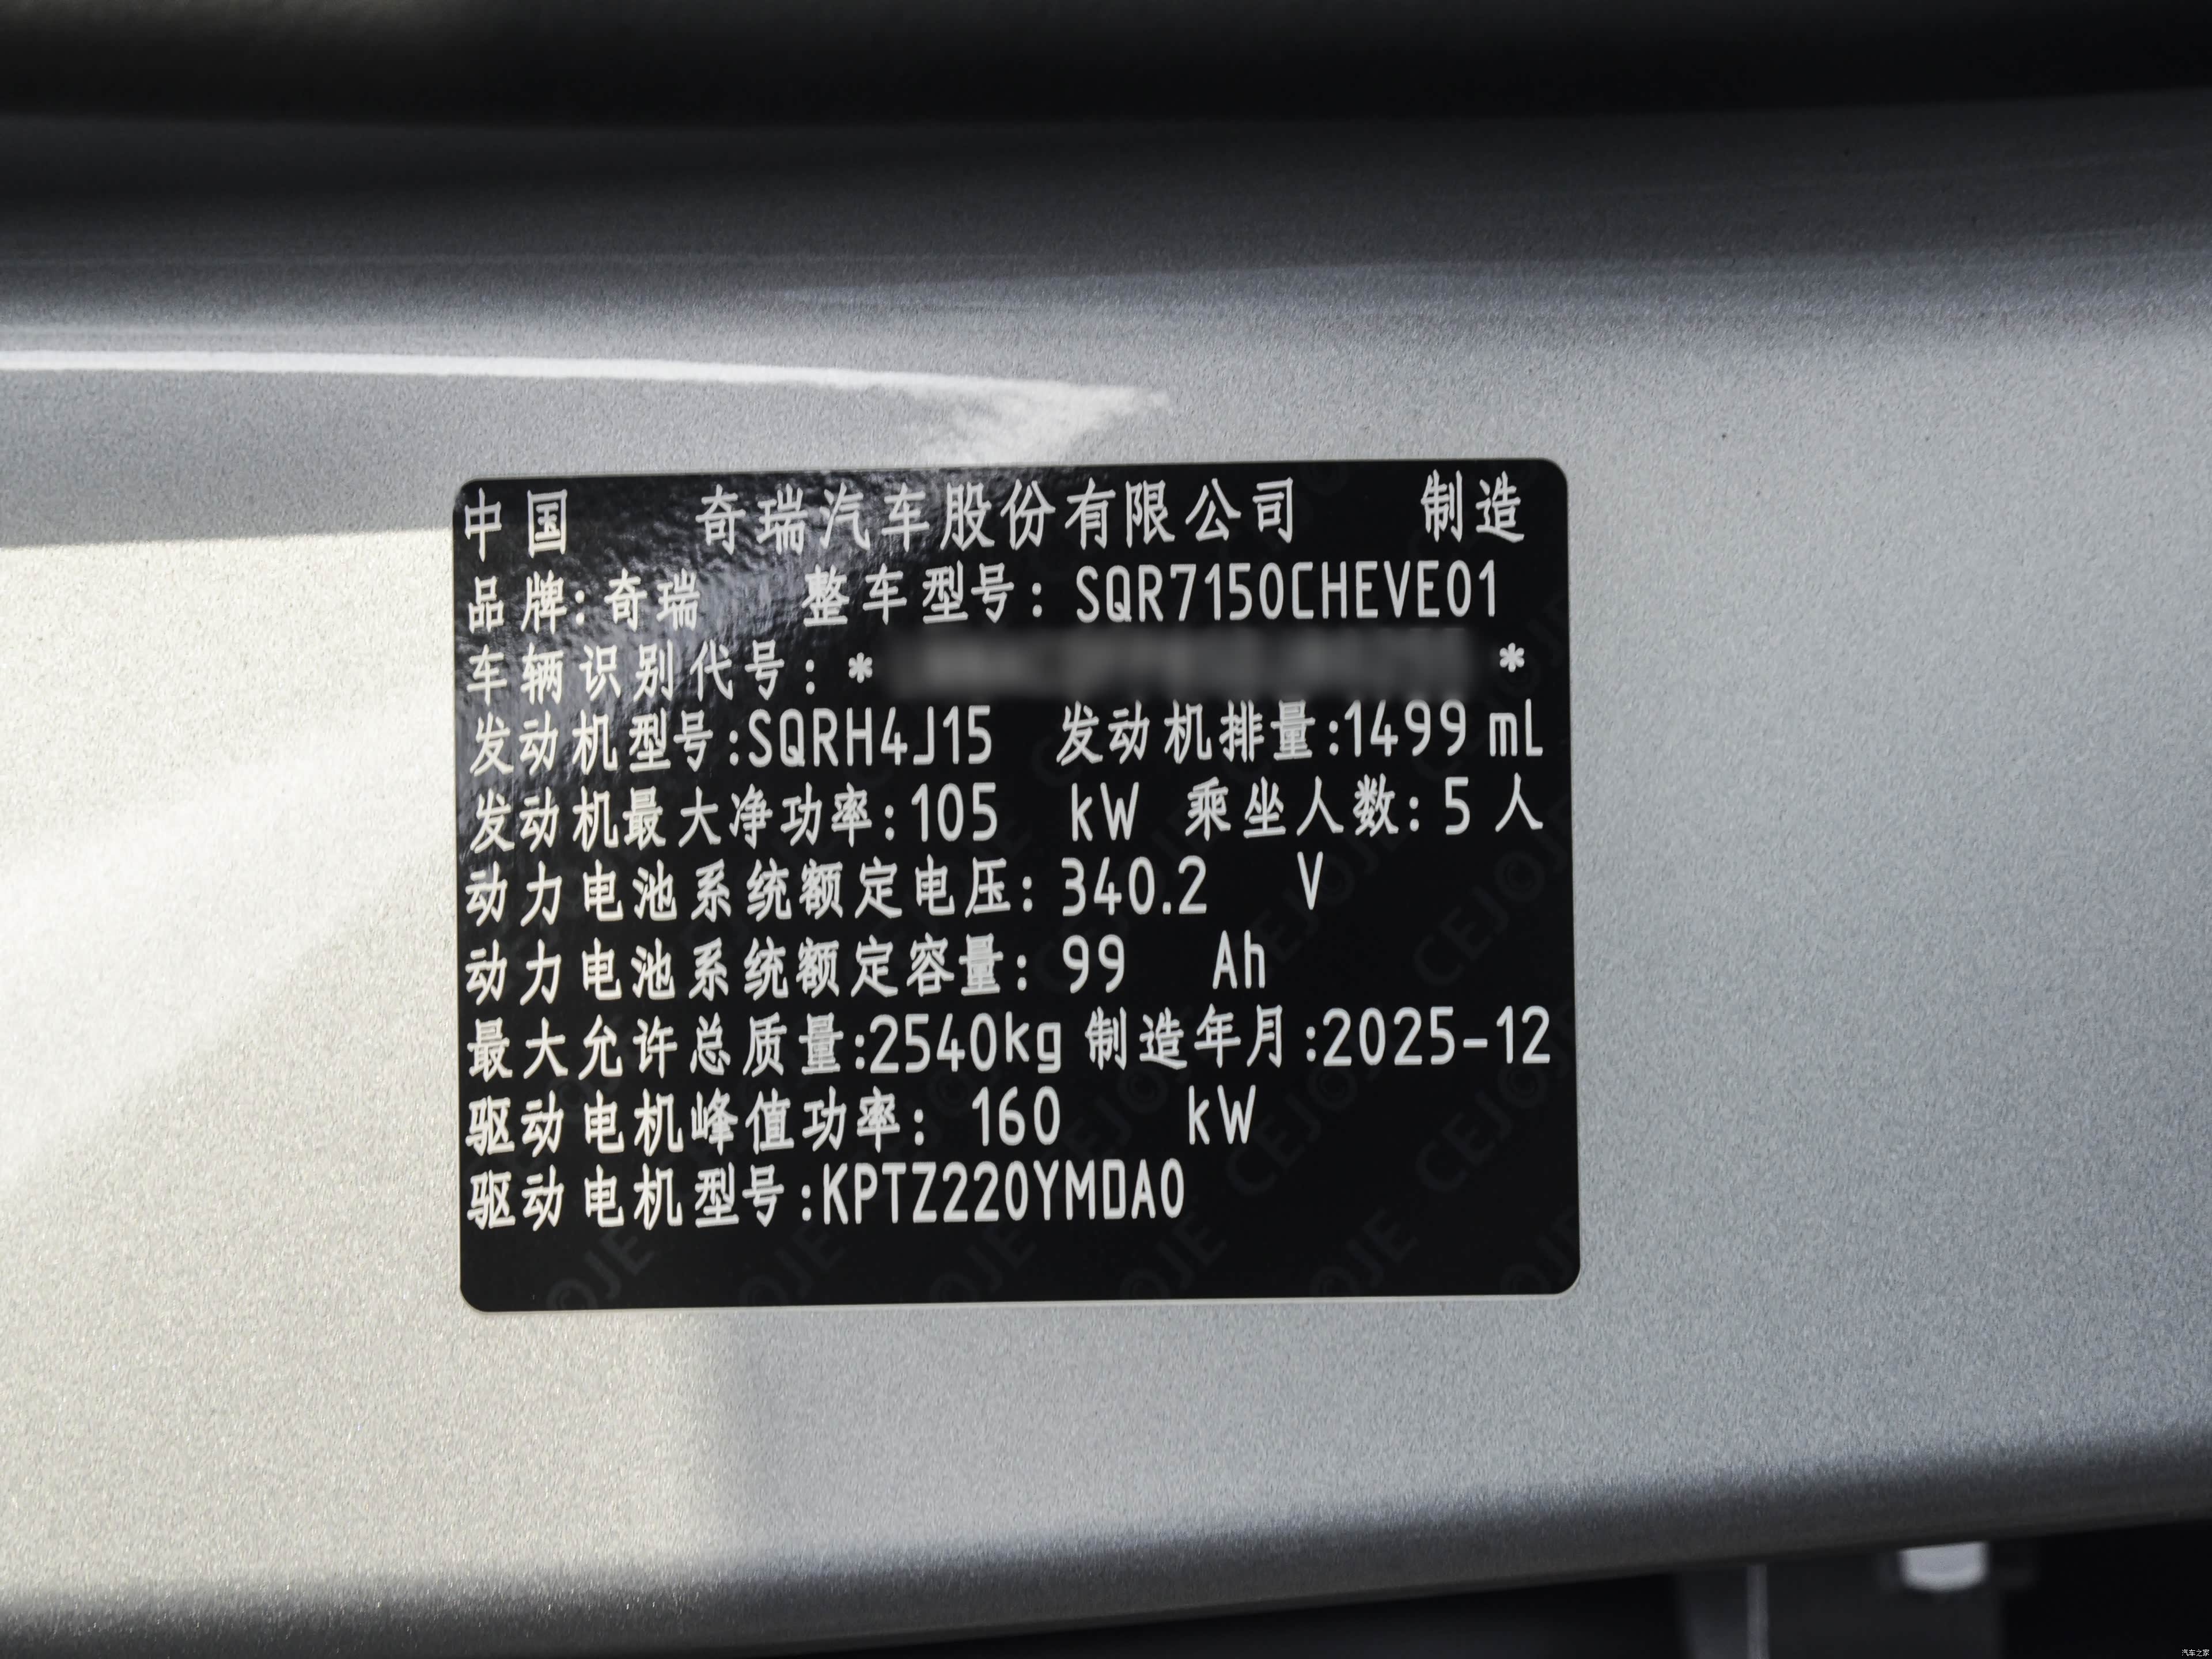 中国 奇瑞汽车股份有限公司 制造
品牌:奇瑞 整车型号:SQR7150CHEVE01
车辆识别代号:* *
发动机型号:SQRH4J15 发动机排量:1499 mL
发动机最大净功率:105 kW 乘坐人数:5 人
动力电池系统额定电压:340.2 V
动力电池系统额定容量:99 Ah
最大允许总质量:2540kg 制造年月:2025-12
驱动电机峰值功率: 160 kW
驱动电机型号:KPTZ220YMDA0
汽车之家